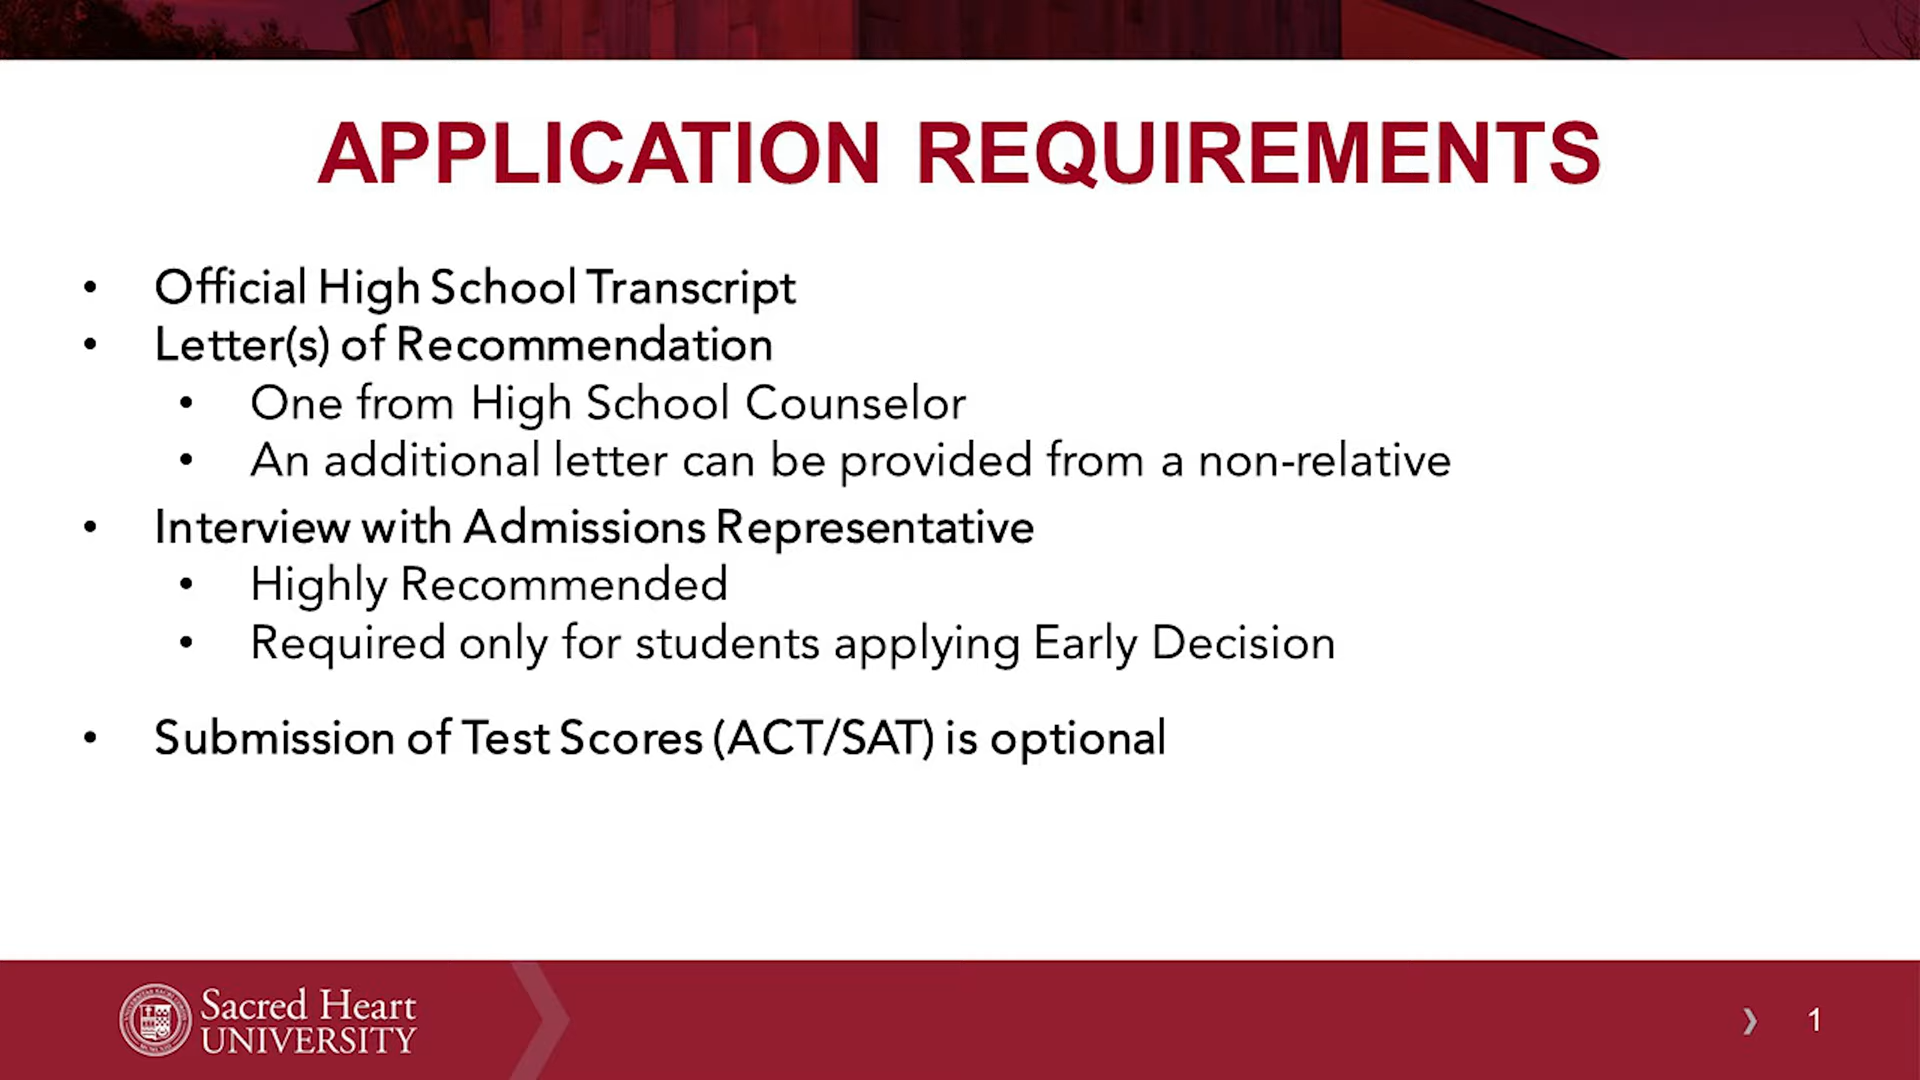 APPLICATION REQUIREMENTS
• Official High School Transcript
• Letter(s) of Recommendation
• One from High School Counselor
• An additional letter can be provided from a non-relative
• Interview with Admissions Representative
• Highly Recommended
• Required only for students applying Early Decision
• Submission of Test Scores (ACT/SAT) is optional
Sacred Heart
UNIVERSITY
1